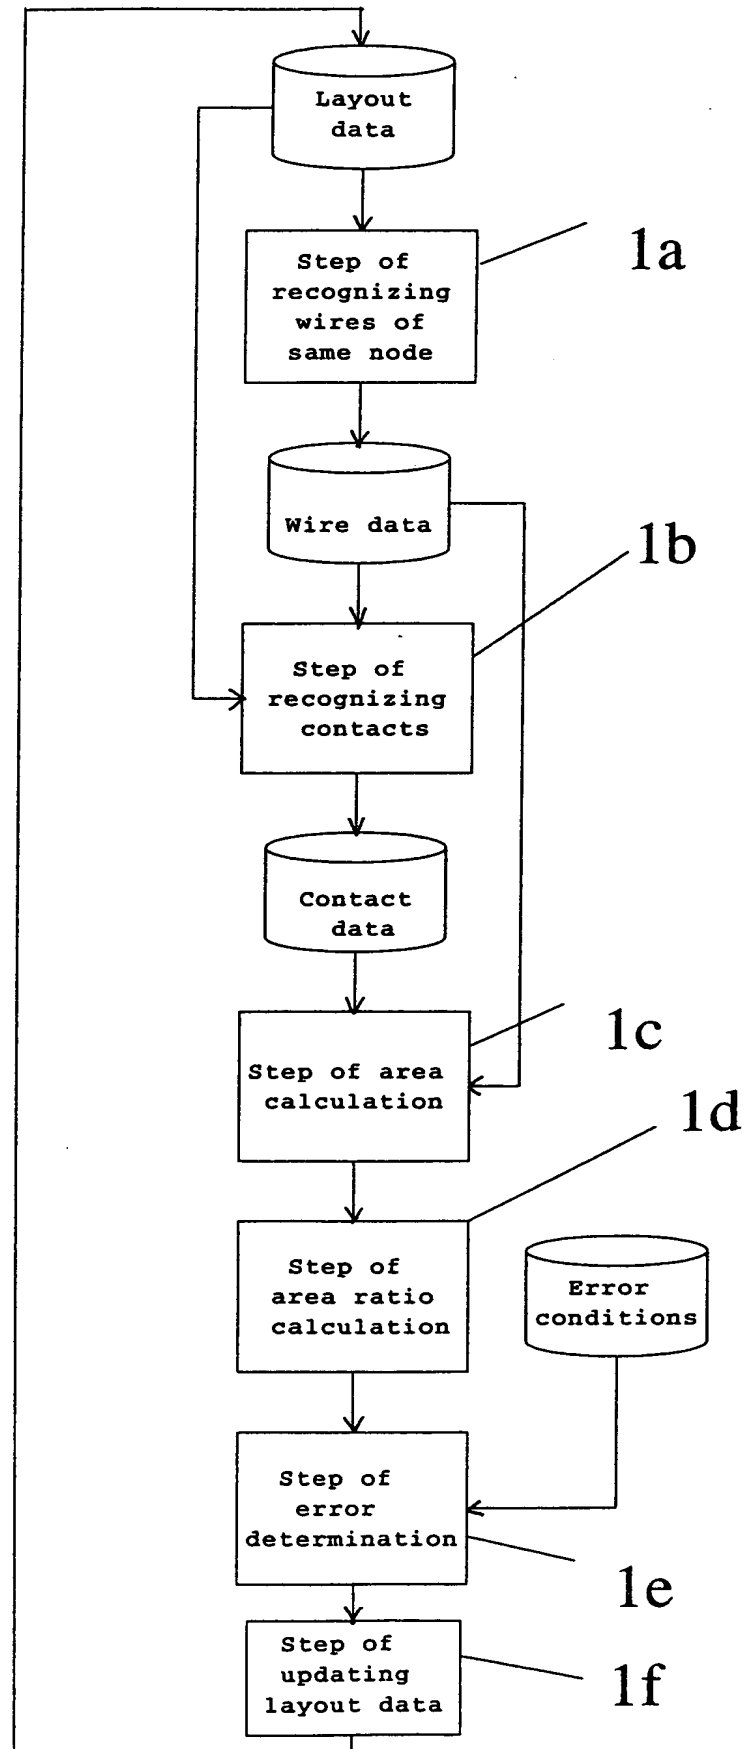 Layout
data
Step of
recognizing
wires of
same node
1a
Wire data
1b
Step of
recognizing
contacts
Contact
data
1c
Step of area
calculation
1d
Step of
area ratio
calculation
Error
conditions
Step of
error
determination
1e
Step of
updating
layout data
1f